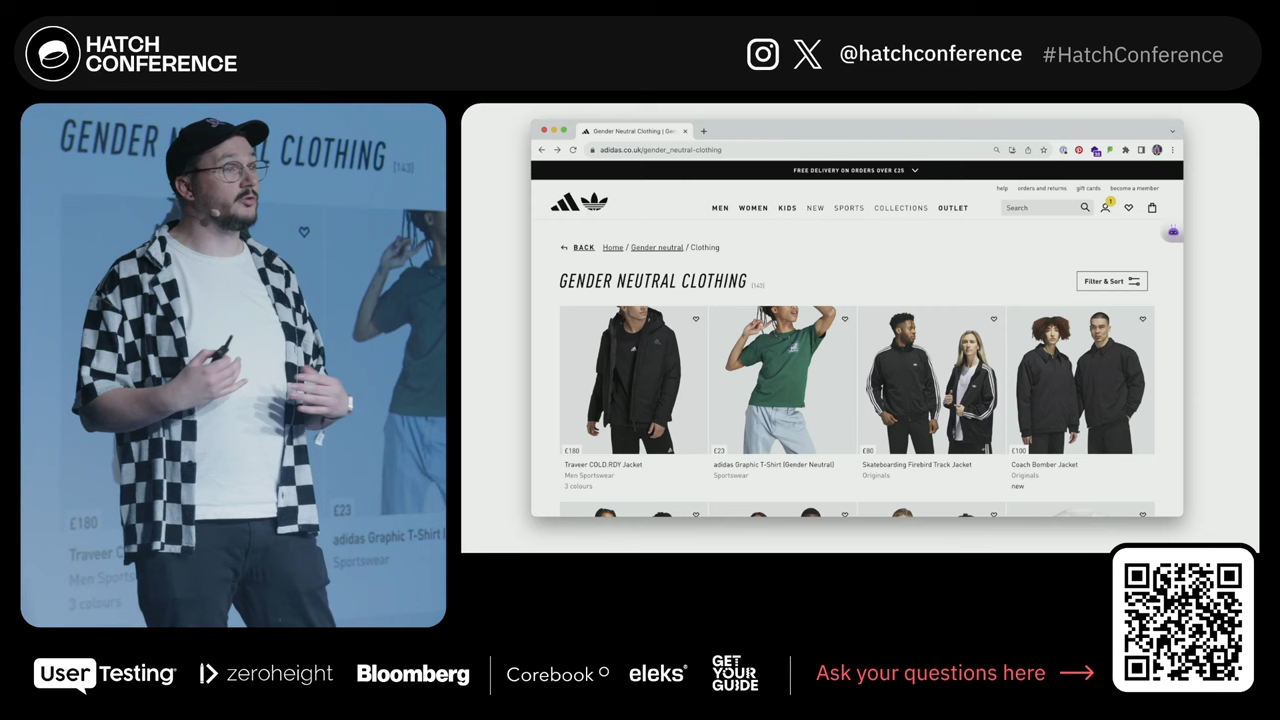 HATCH
CONFERENCE
@hatchconference #HatchConference
GENDER NEUTRAL CLOTHING [143]
£180
Traveer C
Men Sports
3 colours
£23
adidas Graphic T-Shirt
Sportswear
Gender Neutral Clothing | Gen
adidas.co.uk/gender_neutral-clothing
FREE DELIVERY ON ORDERS OVER £25
help orders and returns gift cards become a member
MEN WOMEN KIDS NEW SPORTS COLLECTIONS OUTLET
Search
1
BACK Home / Gender neutral / Clothing
GENDER NEUTRAL CLOTHING [143]
Filter & Sort
£180 £23 £80 £100
Traveer COLD.RDY Jacket adidas Graphic T-Shirt (Gender Neutral) Skateboarding Firebird Track Jacket Coach Bomber Jacket
Men Sportswear Sportswear Originals Originals
3 colours new
UserTesting zeroheight Bloomberg Corebook eleks GET YOUR GUIDE
Ask your questions here